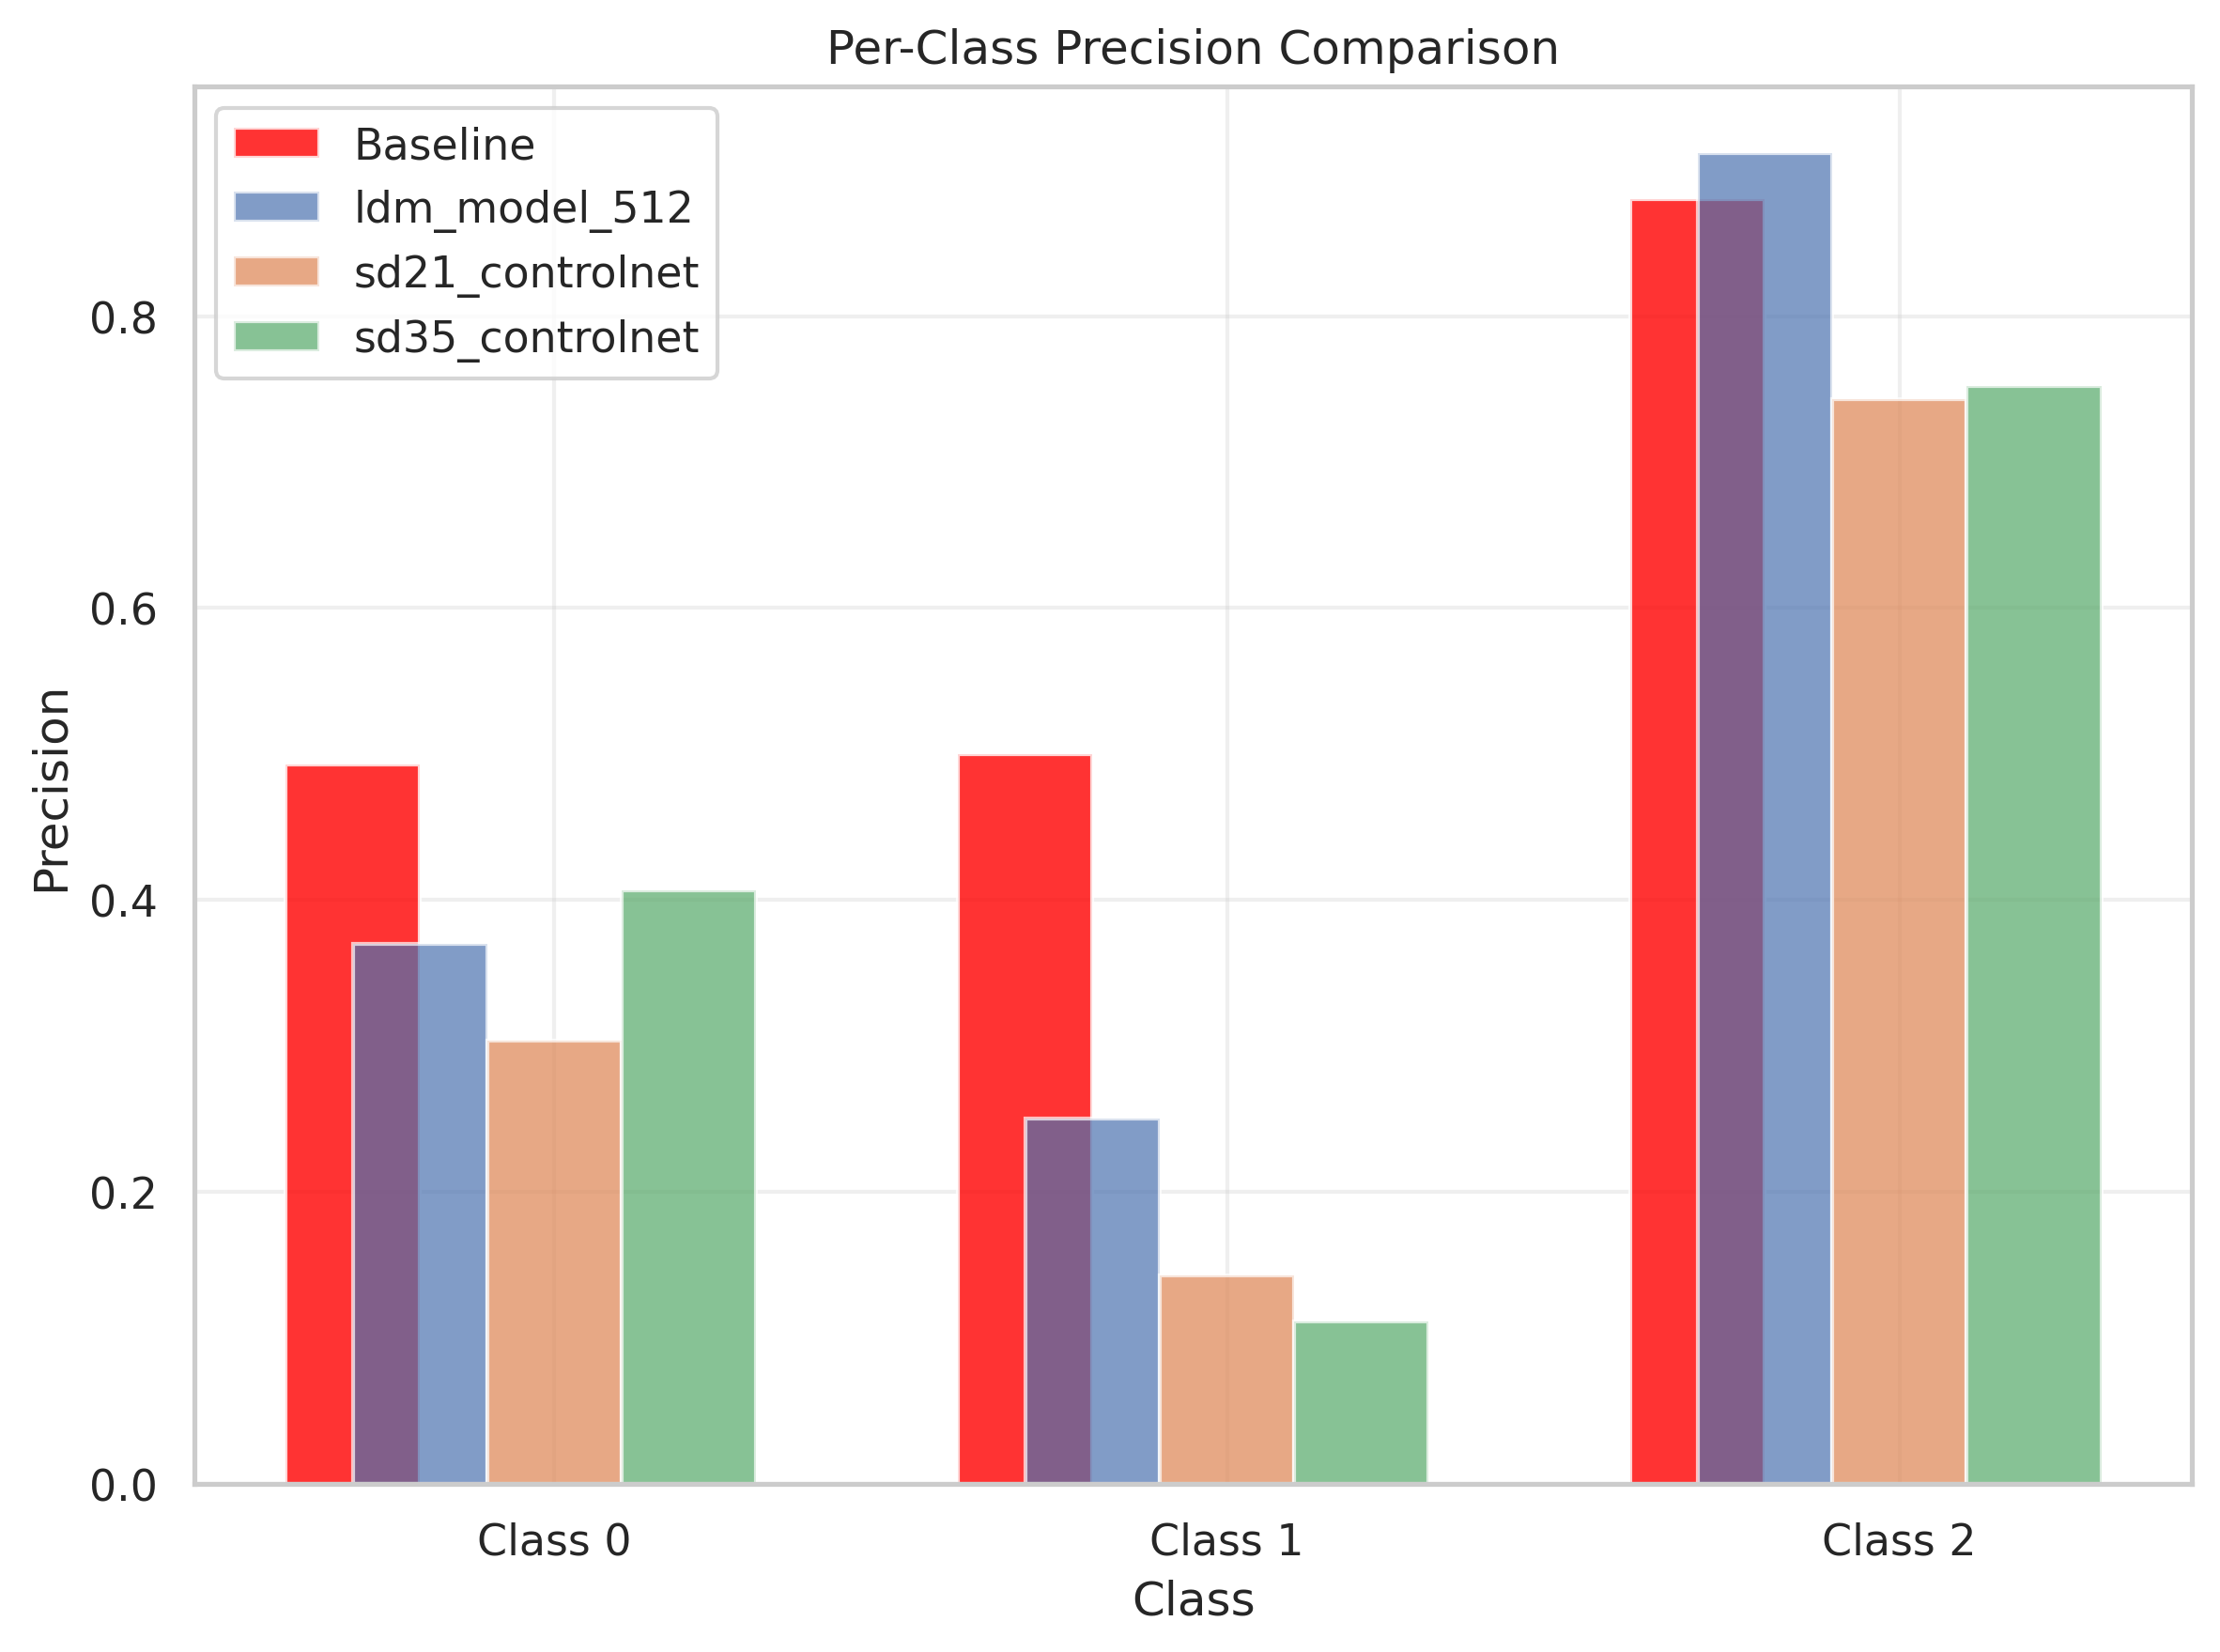 Per-Class Precision Comparison
Baseline
ldm_model_512
sd21_controlnet
sd35_controlnet
Precision
0.8
0.6
0.4
0.2
0.0
Class 0
Class 1
Class 2
Class